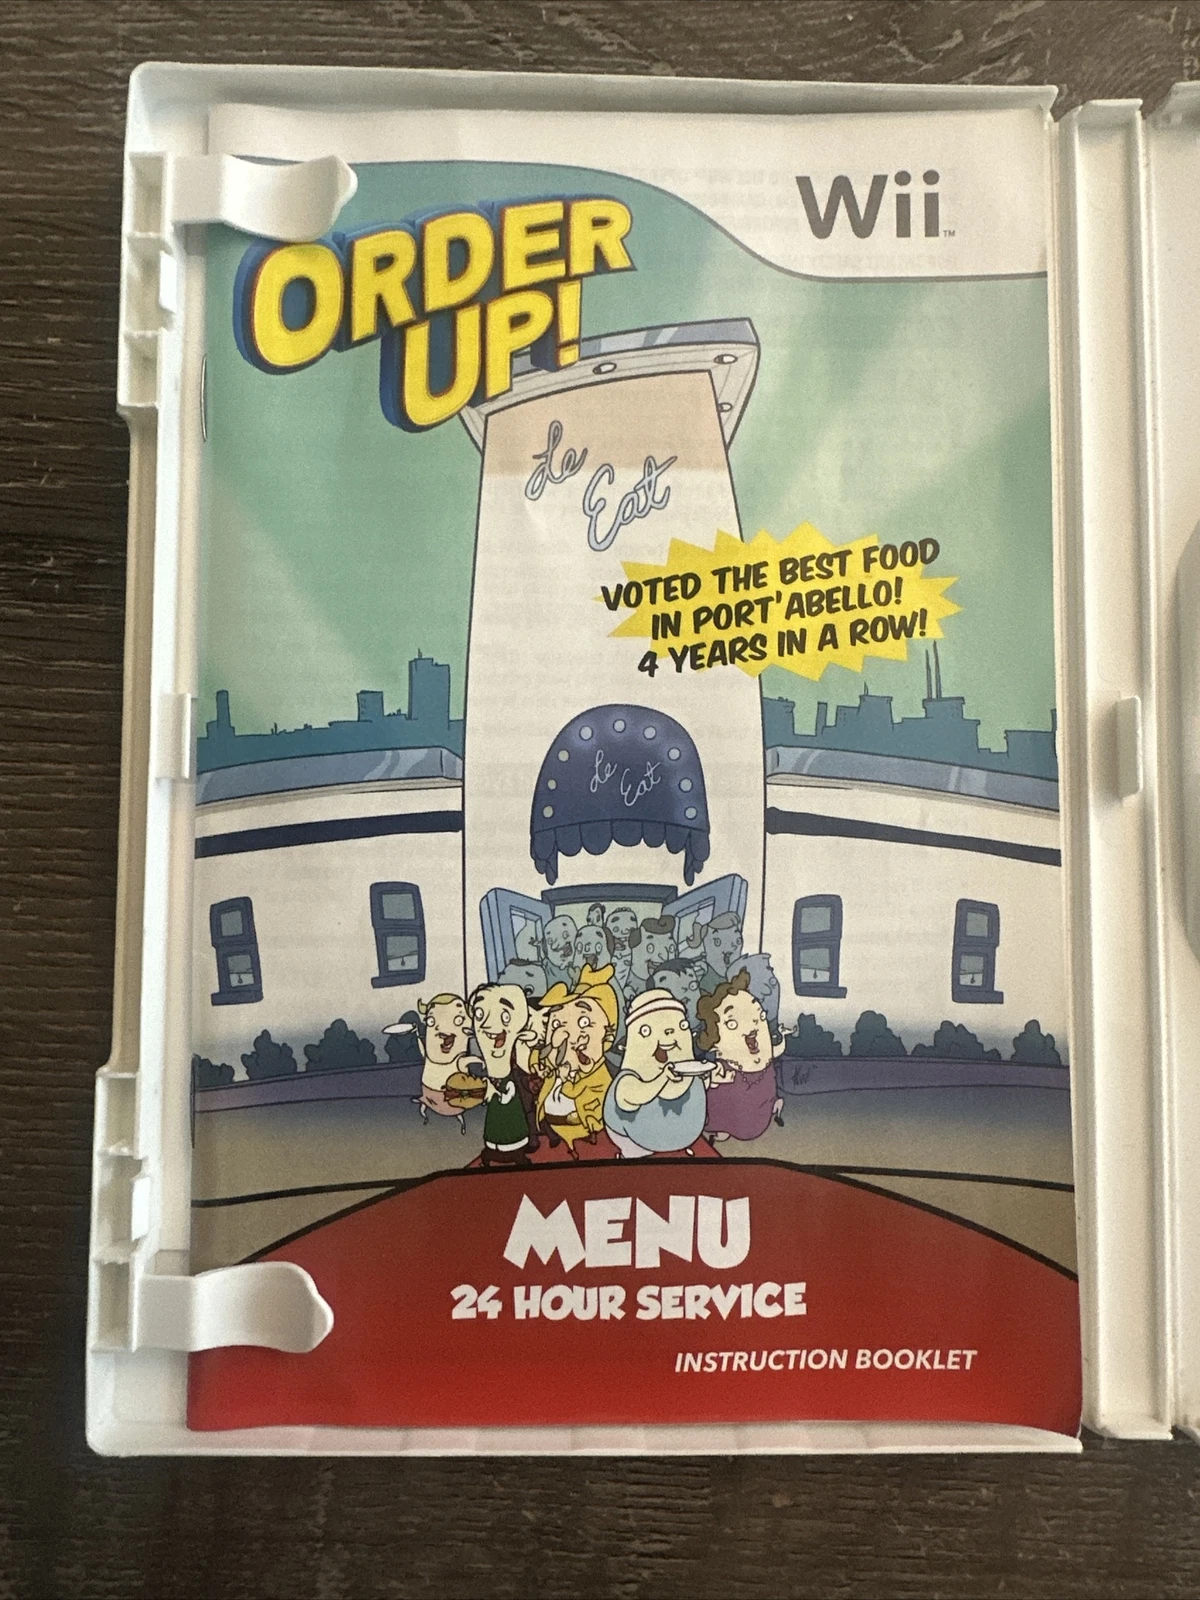 Wii™
ORDER
UP!
Le
Eat
VOTED THE BEST FOOD
IN PORT'ABELLO!
4 YEARS IN A ROW!
Le
Eat
MENU
24 HOUR SERVICE
INSTRUCTION BOOKLET